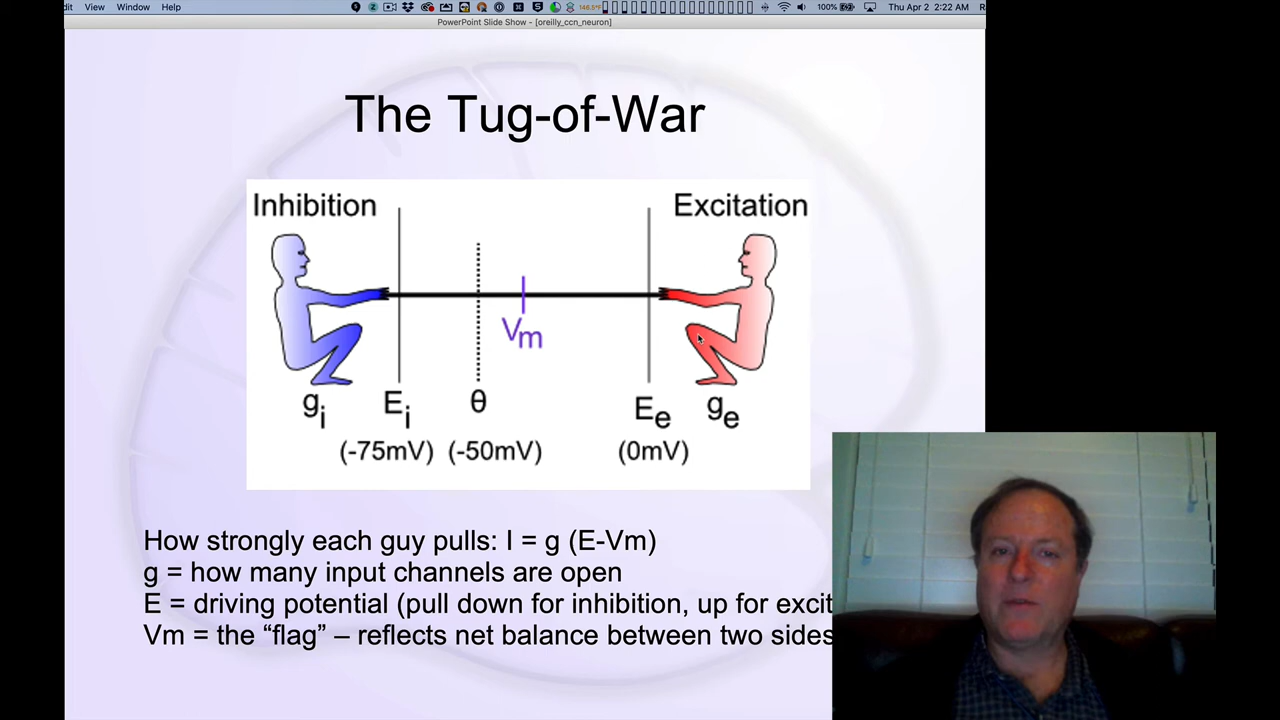 dit View Window Help
146.5°F
100%
Thu Apr 2 2:22 AM
PowerPoint Slide Show - [oreilly_ccn_neuron]
The Tug-of-War
Inhibition
Excitation
Vm
gi Ei θ Ee ge
(-75mV) (-50mV) (0mV)
How strongly each guy pulls: I = g (E-Vm)
g = how many input channels are open
E = driving potential (pull down for inhibition, up for excit
Vm = the “flag” – reflects net balance between two sides